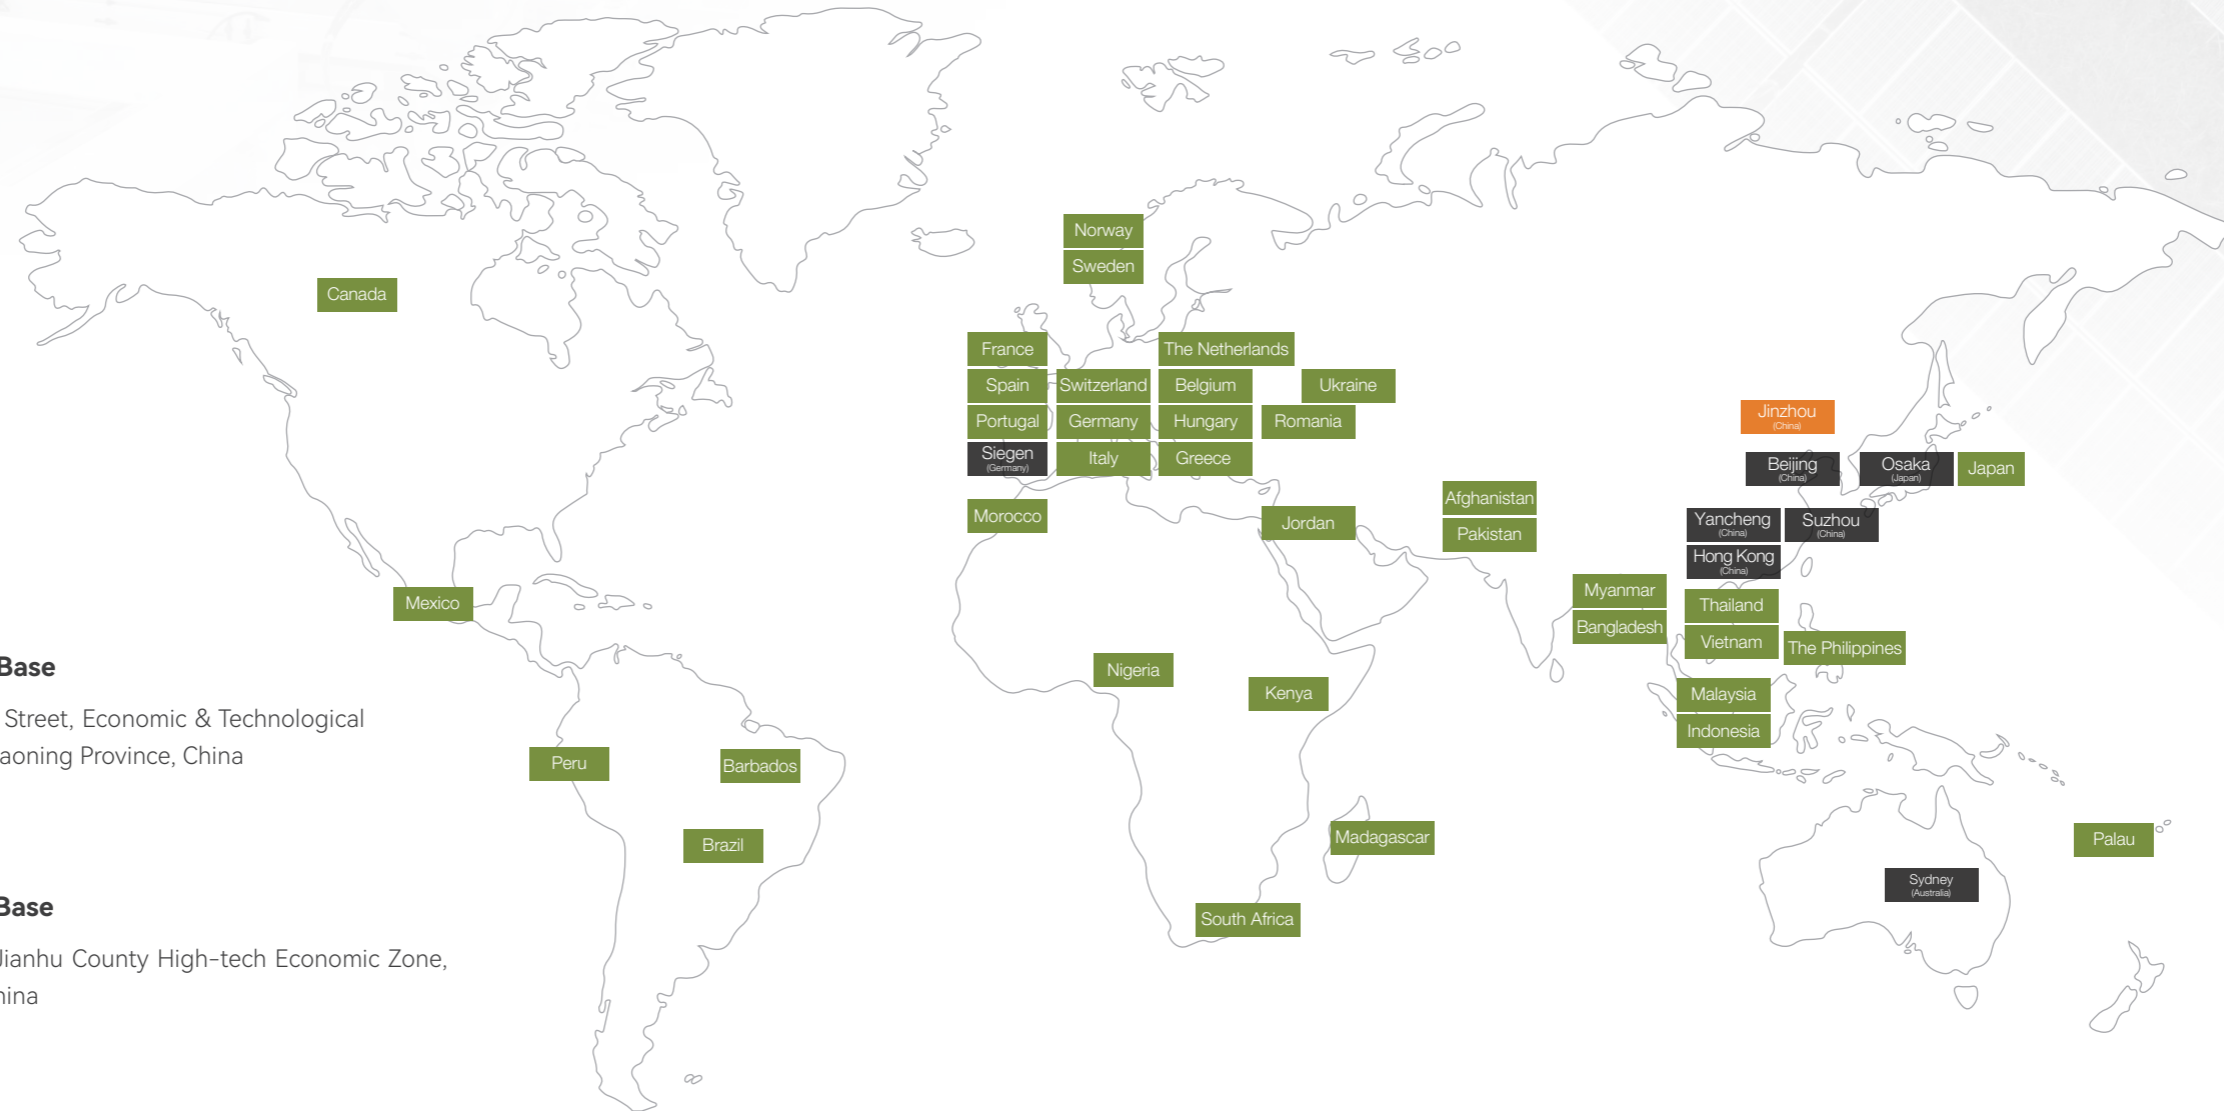 Norway
Sweden
Canada
France
The Netherlands
Spain
Switzerland
Belgium
Ukraine
Portugal
Germany
Hungary
Romania
Siegen
(Germany)
Italy
Greece
Morocco
Jordan
Afghanistan
Pakistan
Jinzhou
(China)
Beijing
(China)
Osaka
(Japan)
Japan
Yancheng
(China)
Suzhou
(China)
Hong Kong
(China)
Myanmar
Bangladesh
Thailand
Vietnam
The Philippines
Malaysia
Indonesia
Mexico
Nigeria
Kenya
Peru
Barbados
Brazil
Madagascar
South Africa
Palau
Sydney
(Australia)
Base
Street, Economic & Technological
aoning Province, China
Base
Jianhu County High-tech Economic Zone,
hina